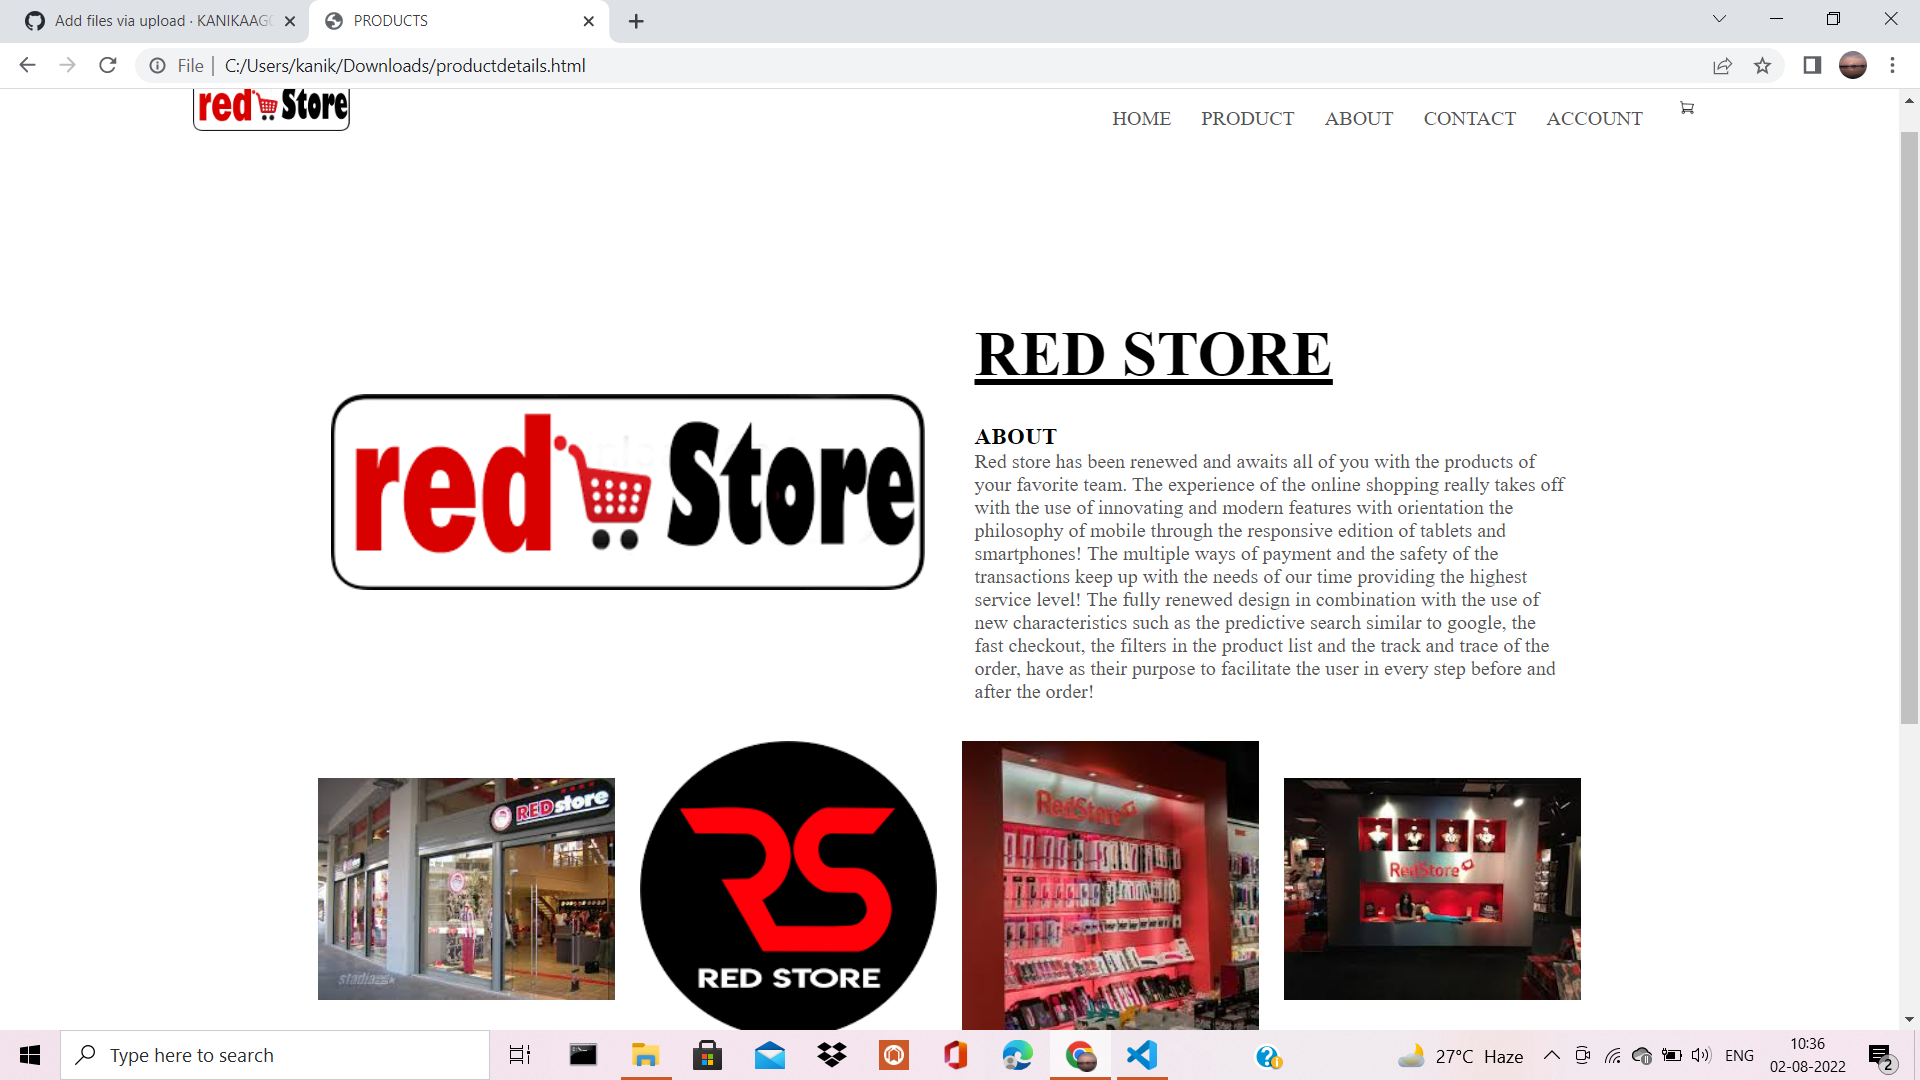 Add files via upload · KANIKAAG
PRODUCTS
File
C:/Users/kanik/Downloads/productdetails.html
red Store
HOME PRODUCT ABOUT CONTACT ACCOUNT
RED STORE
red Store
ABOUT
Red store has been renewed and awaits all of you with the products of
your favorite team. The experience of the online shopping really takes off
with the use of innovating and modern features with orientation the
philosophy of mobile through the responsive edition of tablets and
smartphones! The multiple ways of payment and the safety of the
transactions keep up with the needs of our time providing the highest
service level! The fully renewed design in combination with the use of
new characteristics such as the predictive search similar to google, the
fast checkout, the filters in the product list and the track and trace of the
order, have as their purpose to facilitate the user in every step before and
after the order!
REDstore
RS
RED STORE
RedStore
RedStore
Type here to search
27°C Haze
ENG
10:36
02-08-2022
2